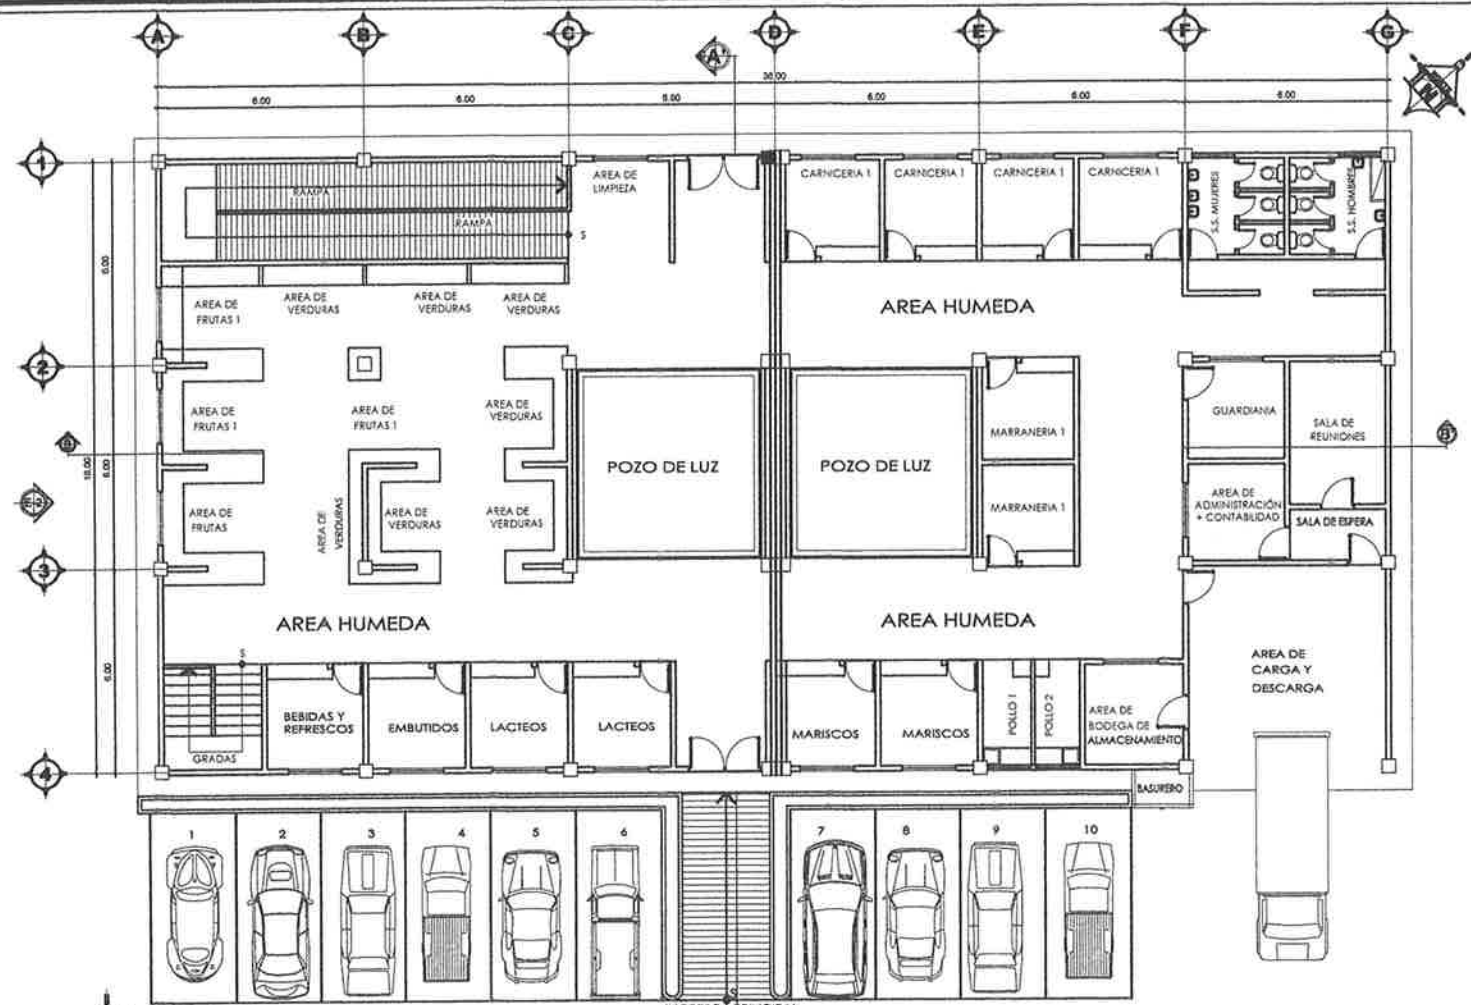 A B C D E F G
A'
36.00
6.00 6.00 6.00 6.00 6.00 6.00
N
1
RAMPA
RAMPA
S
AREA DE
LIMPIEZA
CARNICERIA 1
CARNICERIA 1
CARNICERIA 1
CARNICERIA 1
S.S. MUJERES
S.S. HOMBRES
6.00
AREA DE
FRUTAS 1
AREA DE
VERDURAS
AREA DE
VERDURAS
AREA DE
VERDURAS
AREA HUMEDA
2
AREA DE
FRUTAS 1
AREA DE
FRUTAS 1
AREA DE
VERDURAS
POZO DE LUZ
POZO DE LUZ
MARRANERIA 1
GUARDIANIA
SALA DE
REUNIONES
B
B'
18.00
6.00
AREA DE
FRUTAS
AREA DE
VERDURAS
AREA DE
VERDURAS
AREA DE
VERDURAS
MARRANERIA 1
AREA DE
ADMINISTRACIÓN
+ CONTABILIDAD
SALA DE ESPERA
3
AREA HUMEDA
AREA HUMEDA
6.00
S
GRADAS
BEBIDAS Y
REFRESCOS
EMBUTIDOS
LACTEOS
LACTEOS
MARISCOS
MARISCOS
POLLO 1
POLLO 2
AREA DE
BODEGA DE
ALMACENAMIENTO
AREA DE
CARGA Y
DESCARGA
4
BASURERO
1 2 3 4 5 6 7 8 9 10
S